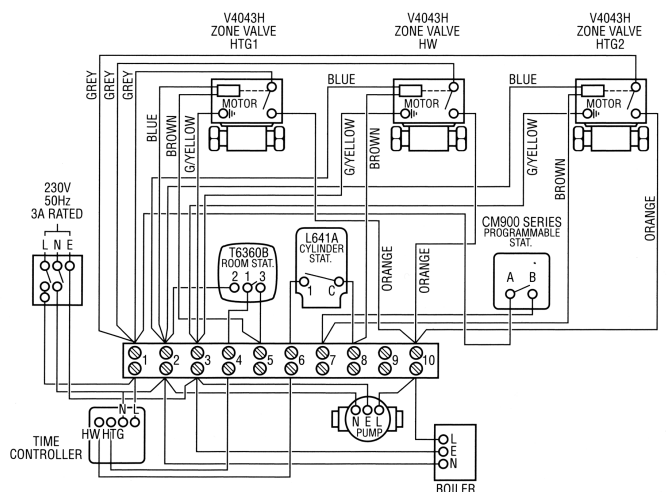 V4043H
ZONE VALVE
HTG1
V4043H
ZONE VALVE
HW
V4043H
ZONE VALVE
HTG2
GREY
GREY
GREY
BLUE
BROWN
G/YELLOW
MOTOR
BLUE
G/YELLOW
BROWN
MOTOR
BLUE
G/YELLOW
BROWN
MOTOR
ORANGE
ORANGE
ORANGE
230V
50Hz
3A RATED
L N E
T6360B
ROOM STAT.
2 1 3
L641A
CYLINDER
STAT.
1 C
CM900 SERIES
PROGRAMMABLE
STAT.
A B
1 2 3 4 5 6 7 8 9 10
N L
HW HTG
TIME
CONTROLLER
N E L
PUMP
L
E
N
BOILER